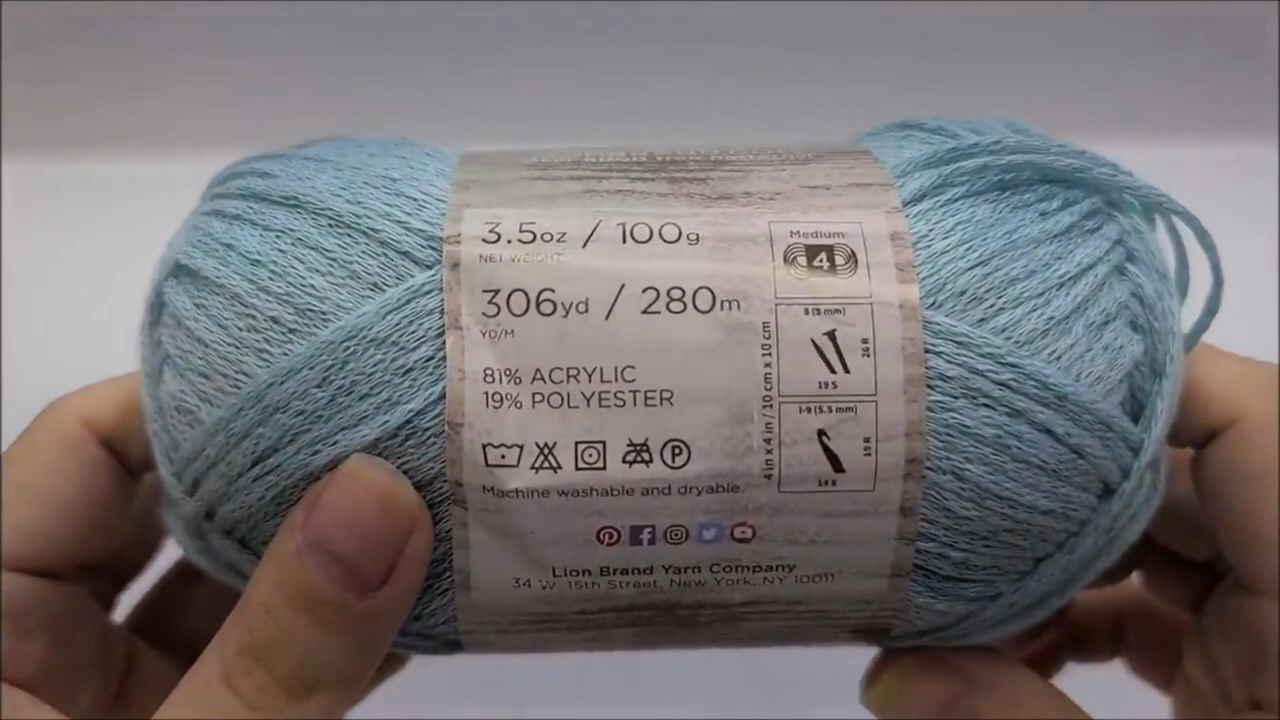 3.5oz / 100g
NET WEIGHT
306yd / 280m
YD/M
81% ACRYLIC
19% POLYESTER
P
Machine washable and dryable.
Lion Brand Yarn Company
34 W. 15th Street, New York, NY 10011
Medium
4
4 in x 4 in / 10 cm x 10 cm
8 (5 mm)
26 R
19 S
I-9 (5.5 mm)
19 R
14 S